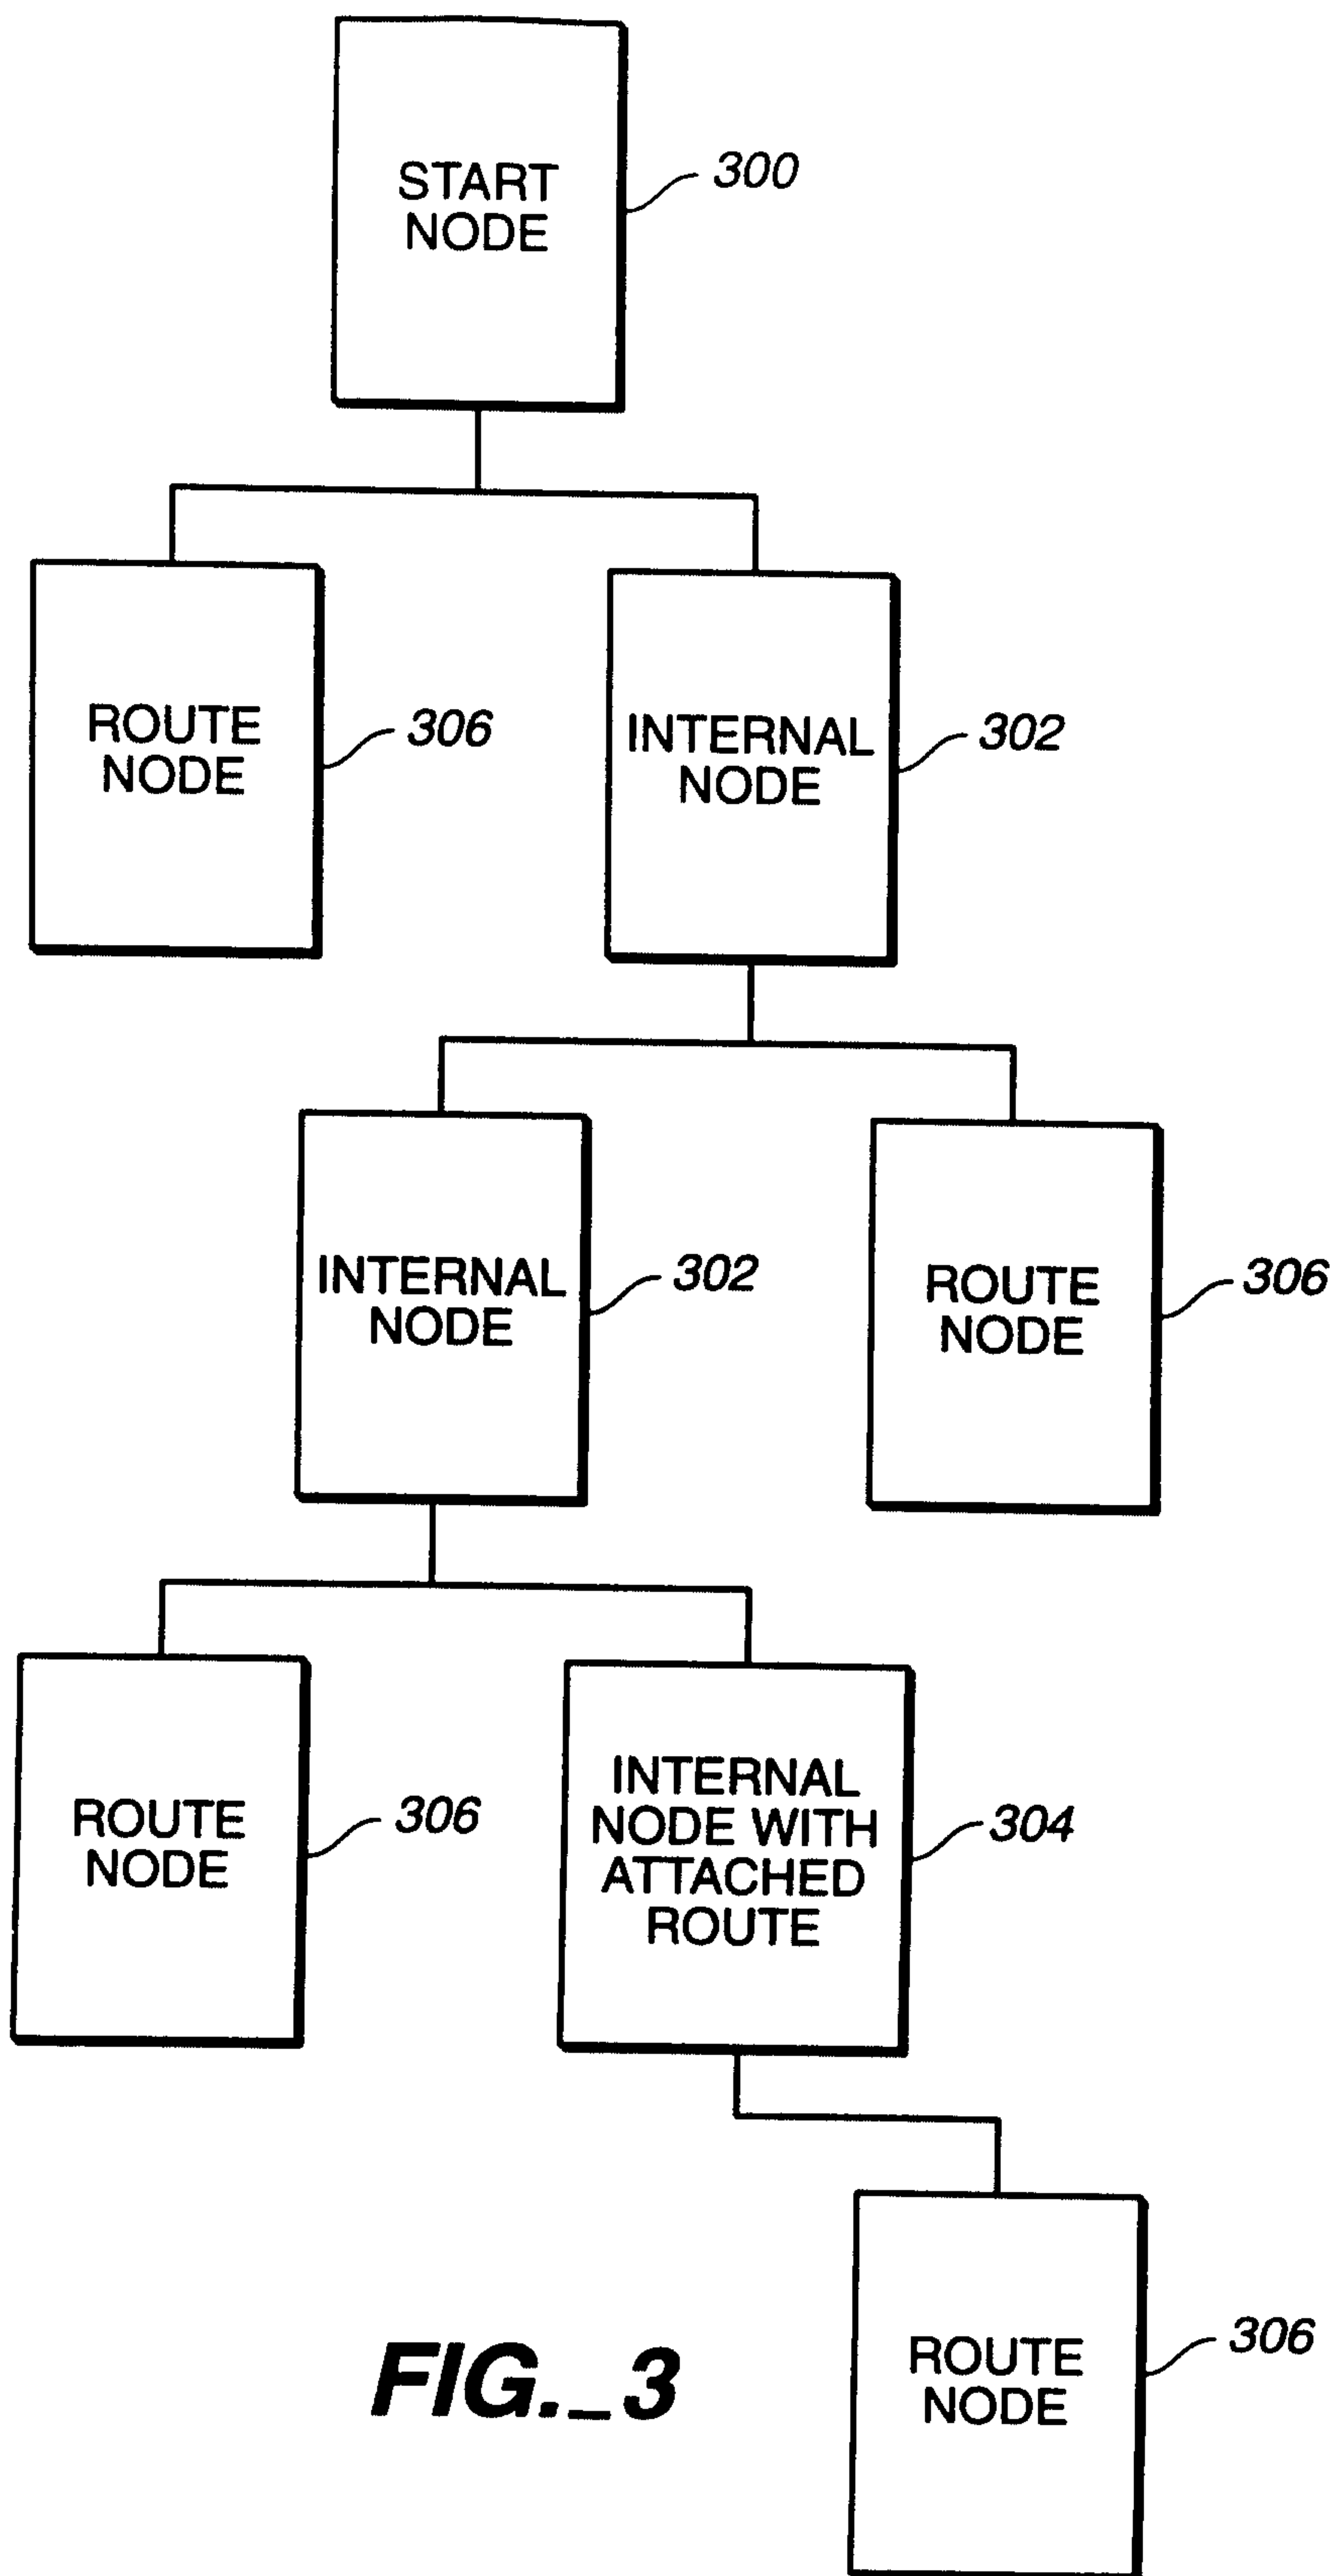 START
NODE
300
ROUTE
NODE
306
INTERNAL
NODE
302
INTERNAL
NODE
302
ROUTE
NODE
306
ROUTE
NODE
306
INTERNAL
NODE WITH
ATTACHED
ROUTE
304
ROUTE
NODE
306
FIG._3